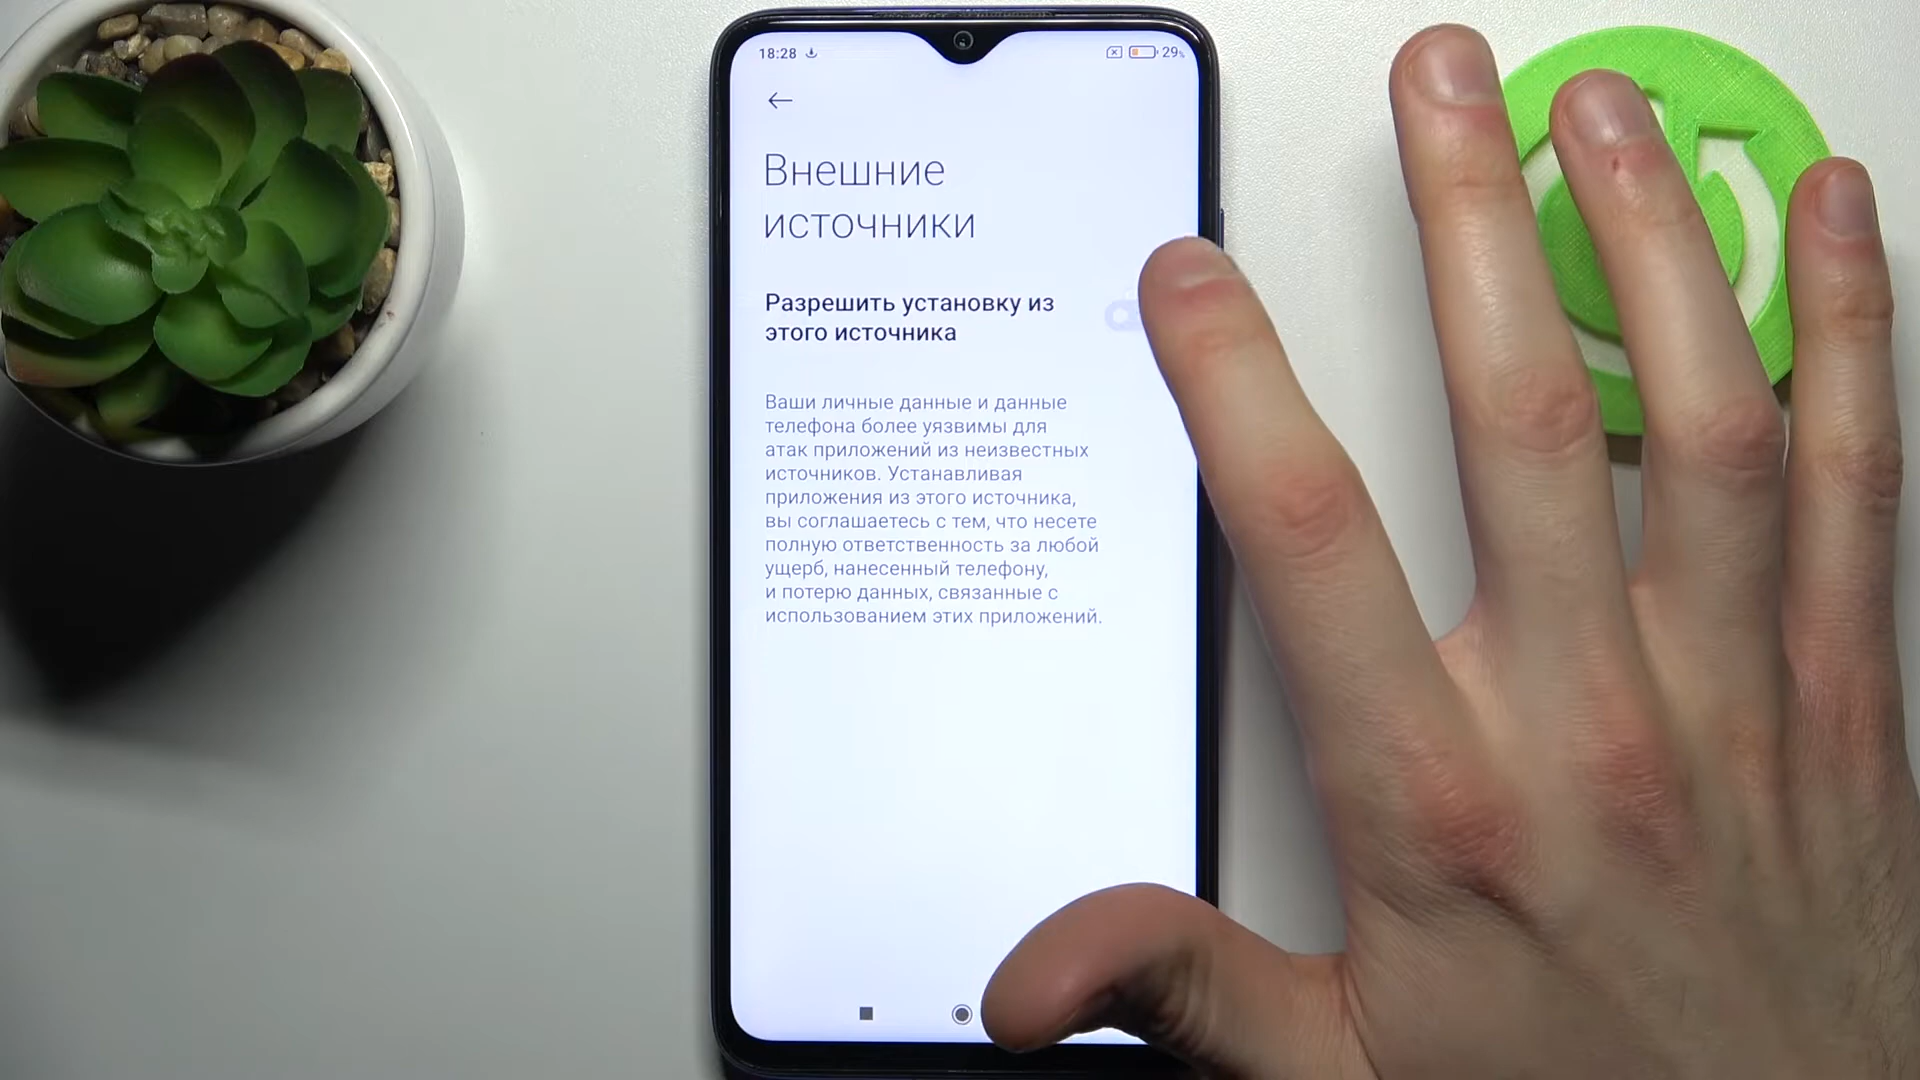 18:28
29%
Внешние
источники
Разрешить установку из
этого источника
Ваши личные данные и данные
телефона более уязвимы для
атак приложений из неизвестных
источников. Устанавливая
приложения из этого источника,
вы соглашаетесь с тем, что несете
полную ответственность за любой
ущерб, нанесенный телефону,
и потерю данных, связанные с
использованием этих приложений.